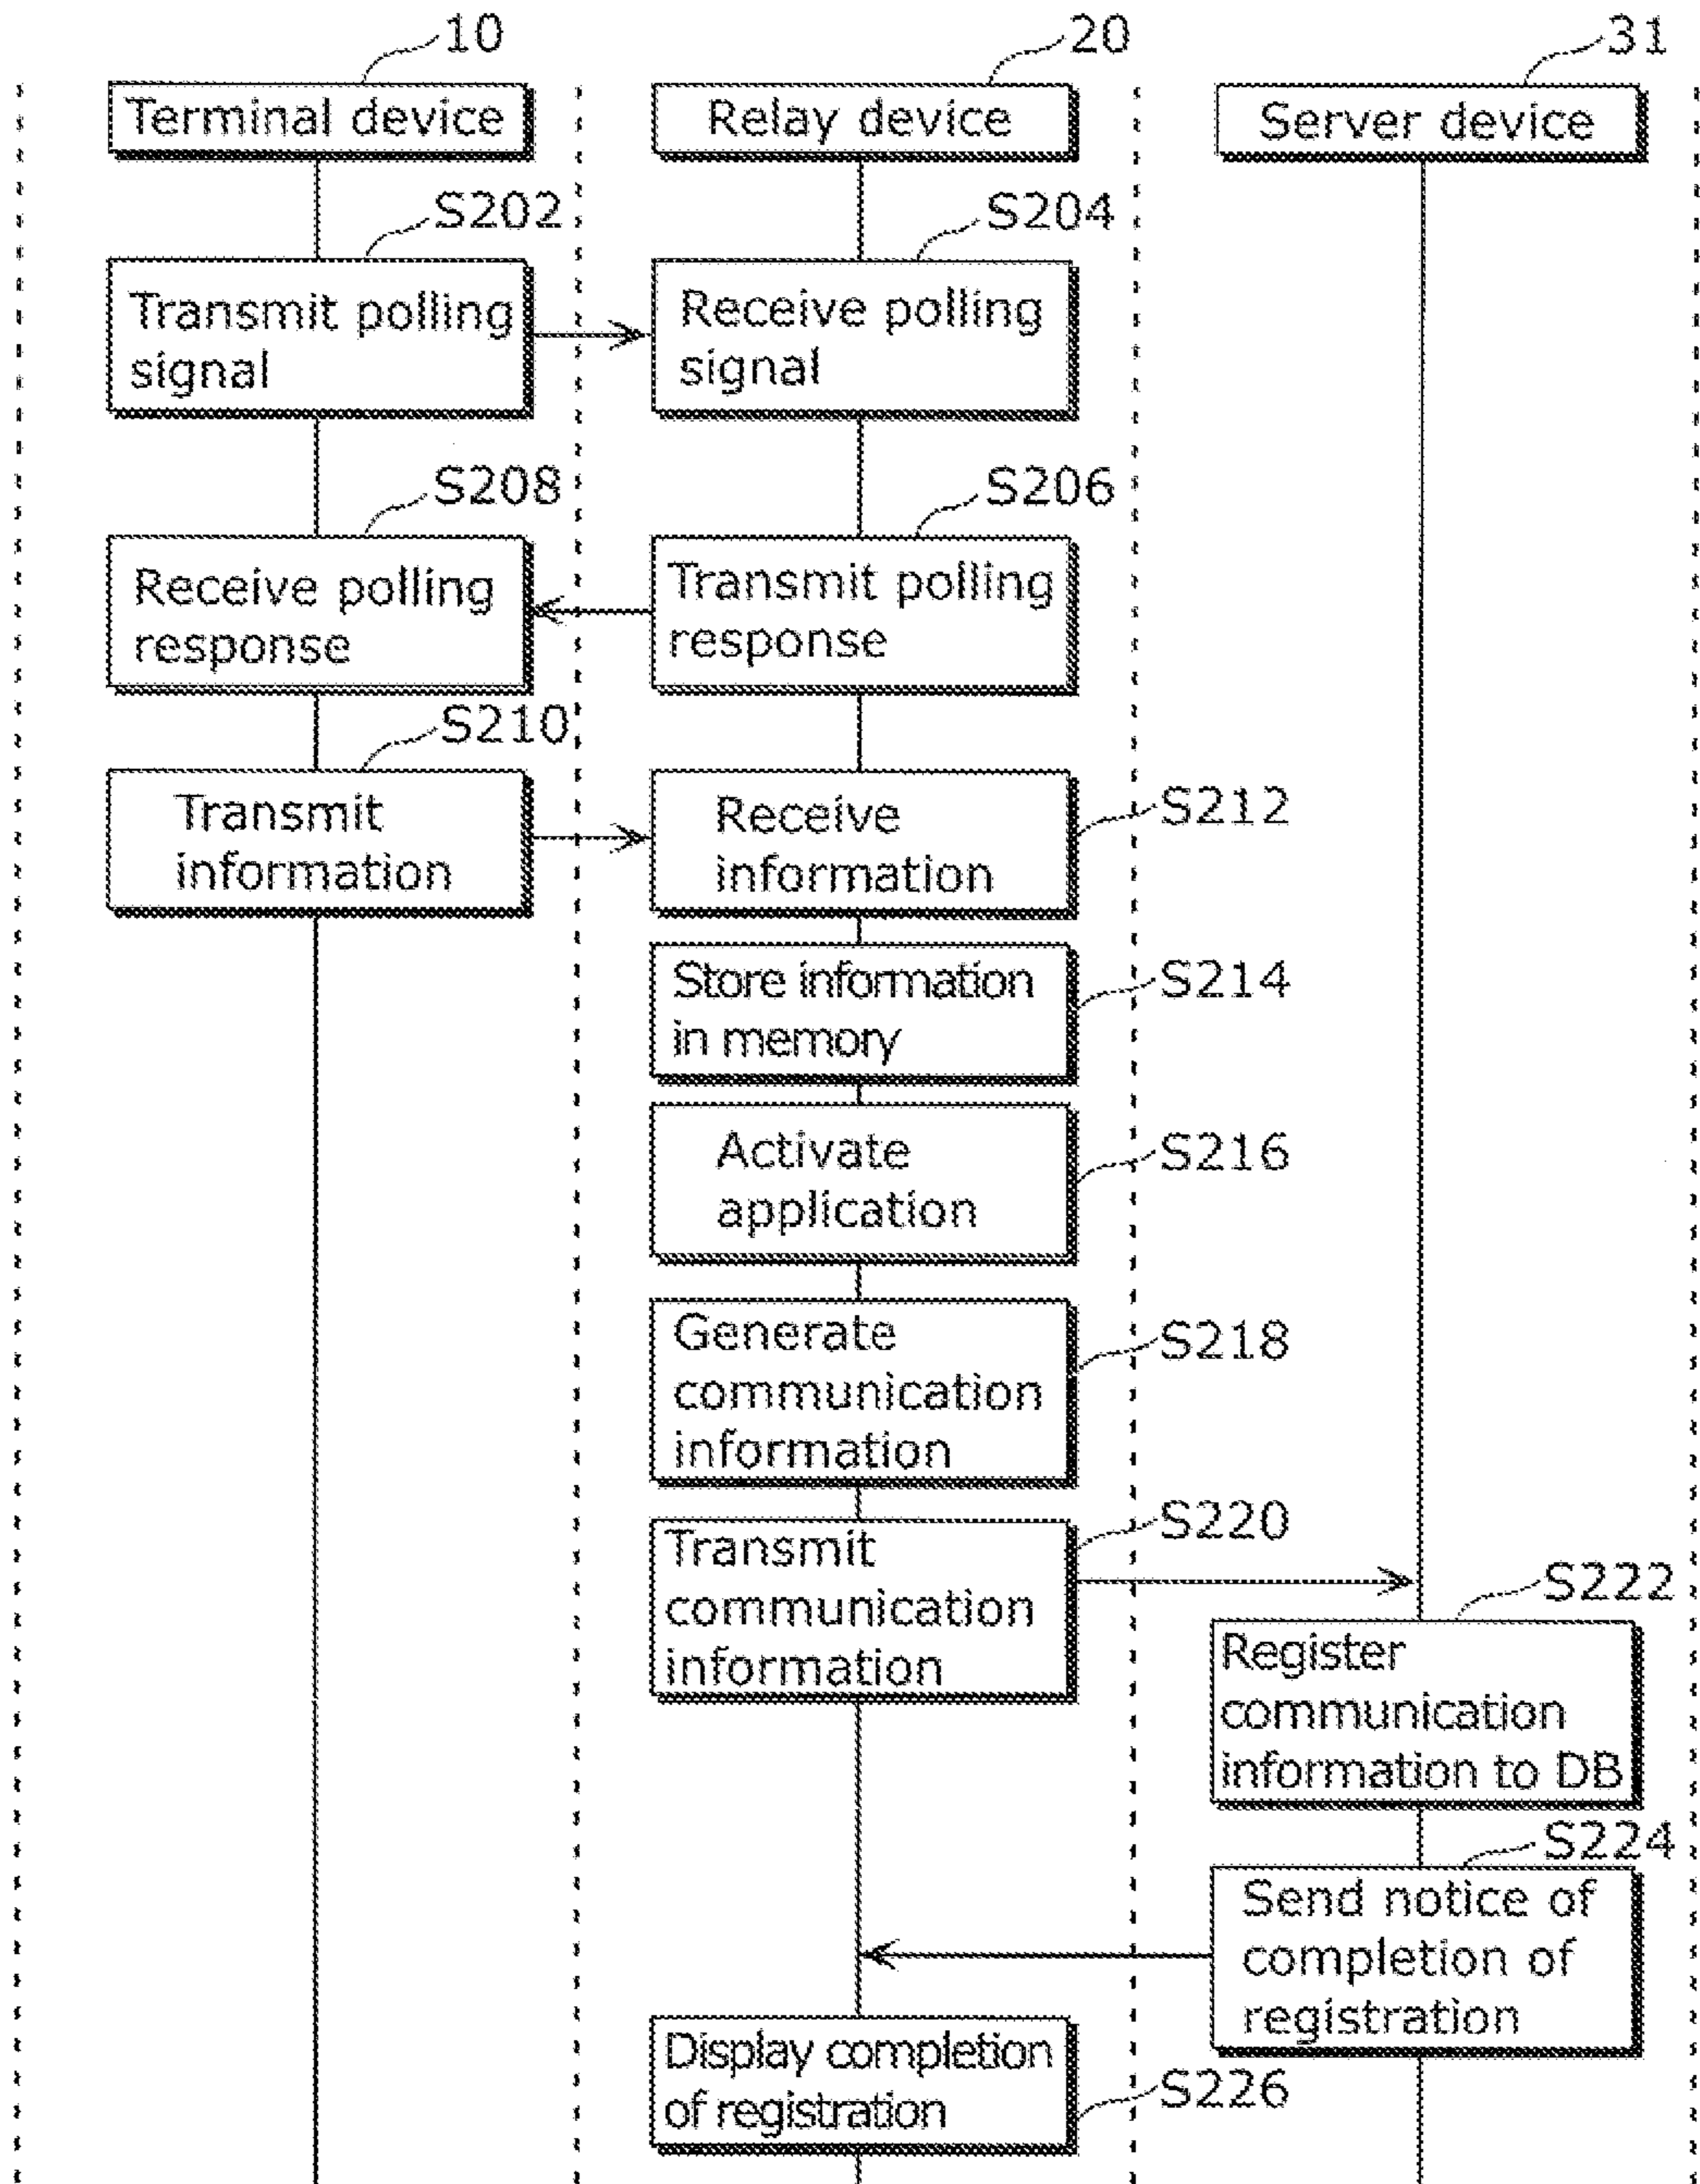 10
20
31
Terminal device
Relay device
Server device
S202
S204
Transmit polling
signal
Receive polling
signal
S208
S206
Receive polling
response
Transmit polling
response
S210
Transmit
information
Receive
information
S212
Store information
in memory
S214
Activate
application
S216
Generate
communication
information
S218
Transmit
communication
information
S220
S222
Register
communication
information to DB
S224
Send notice of
completion of
registration
Display completion
of registration
S226